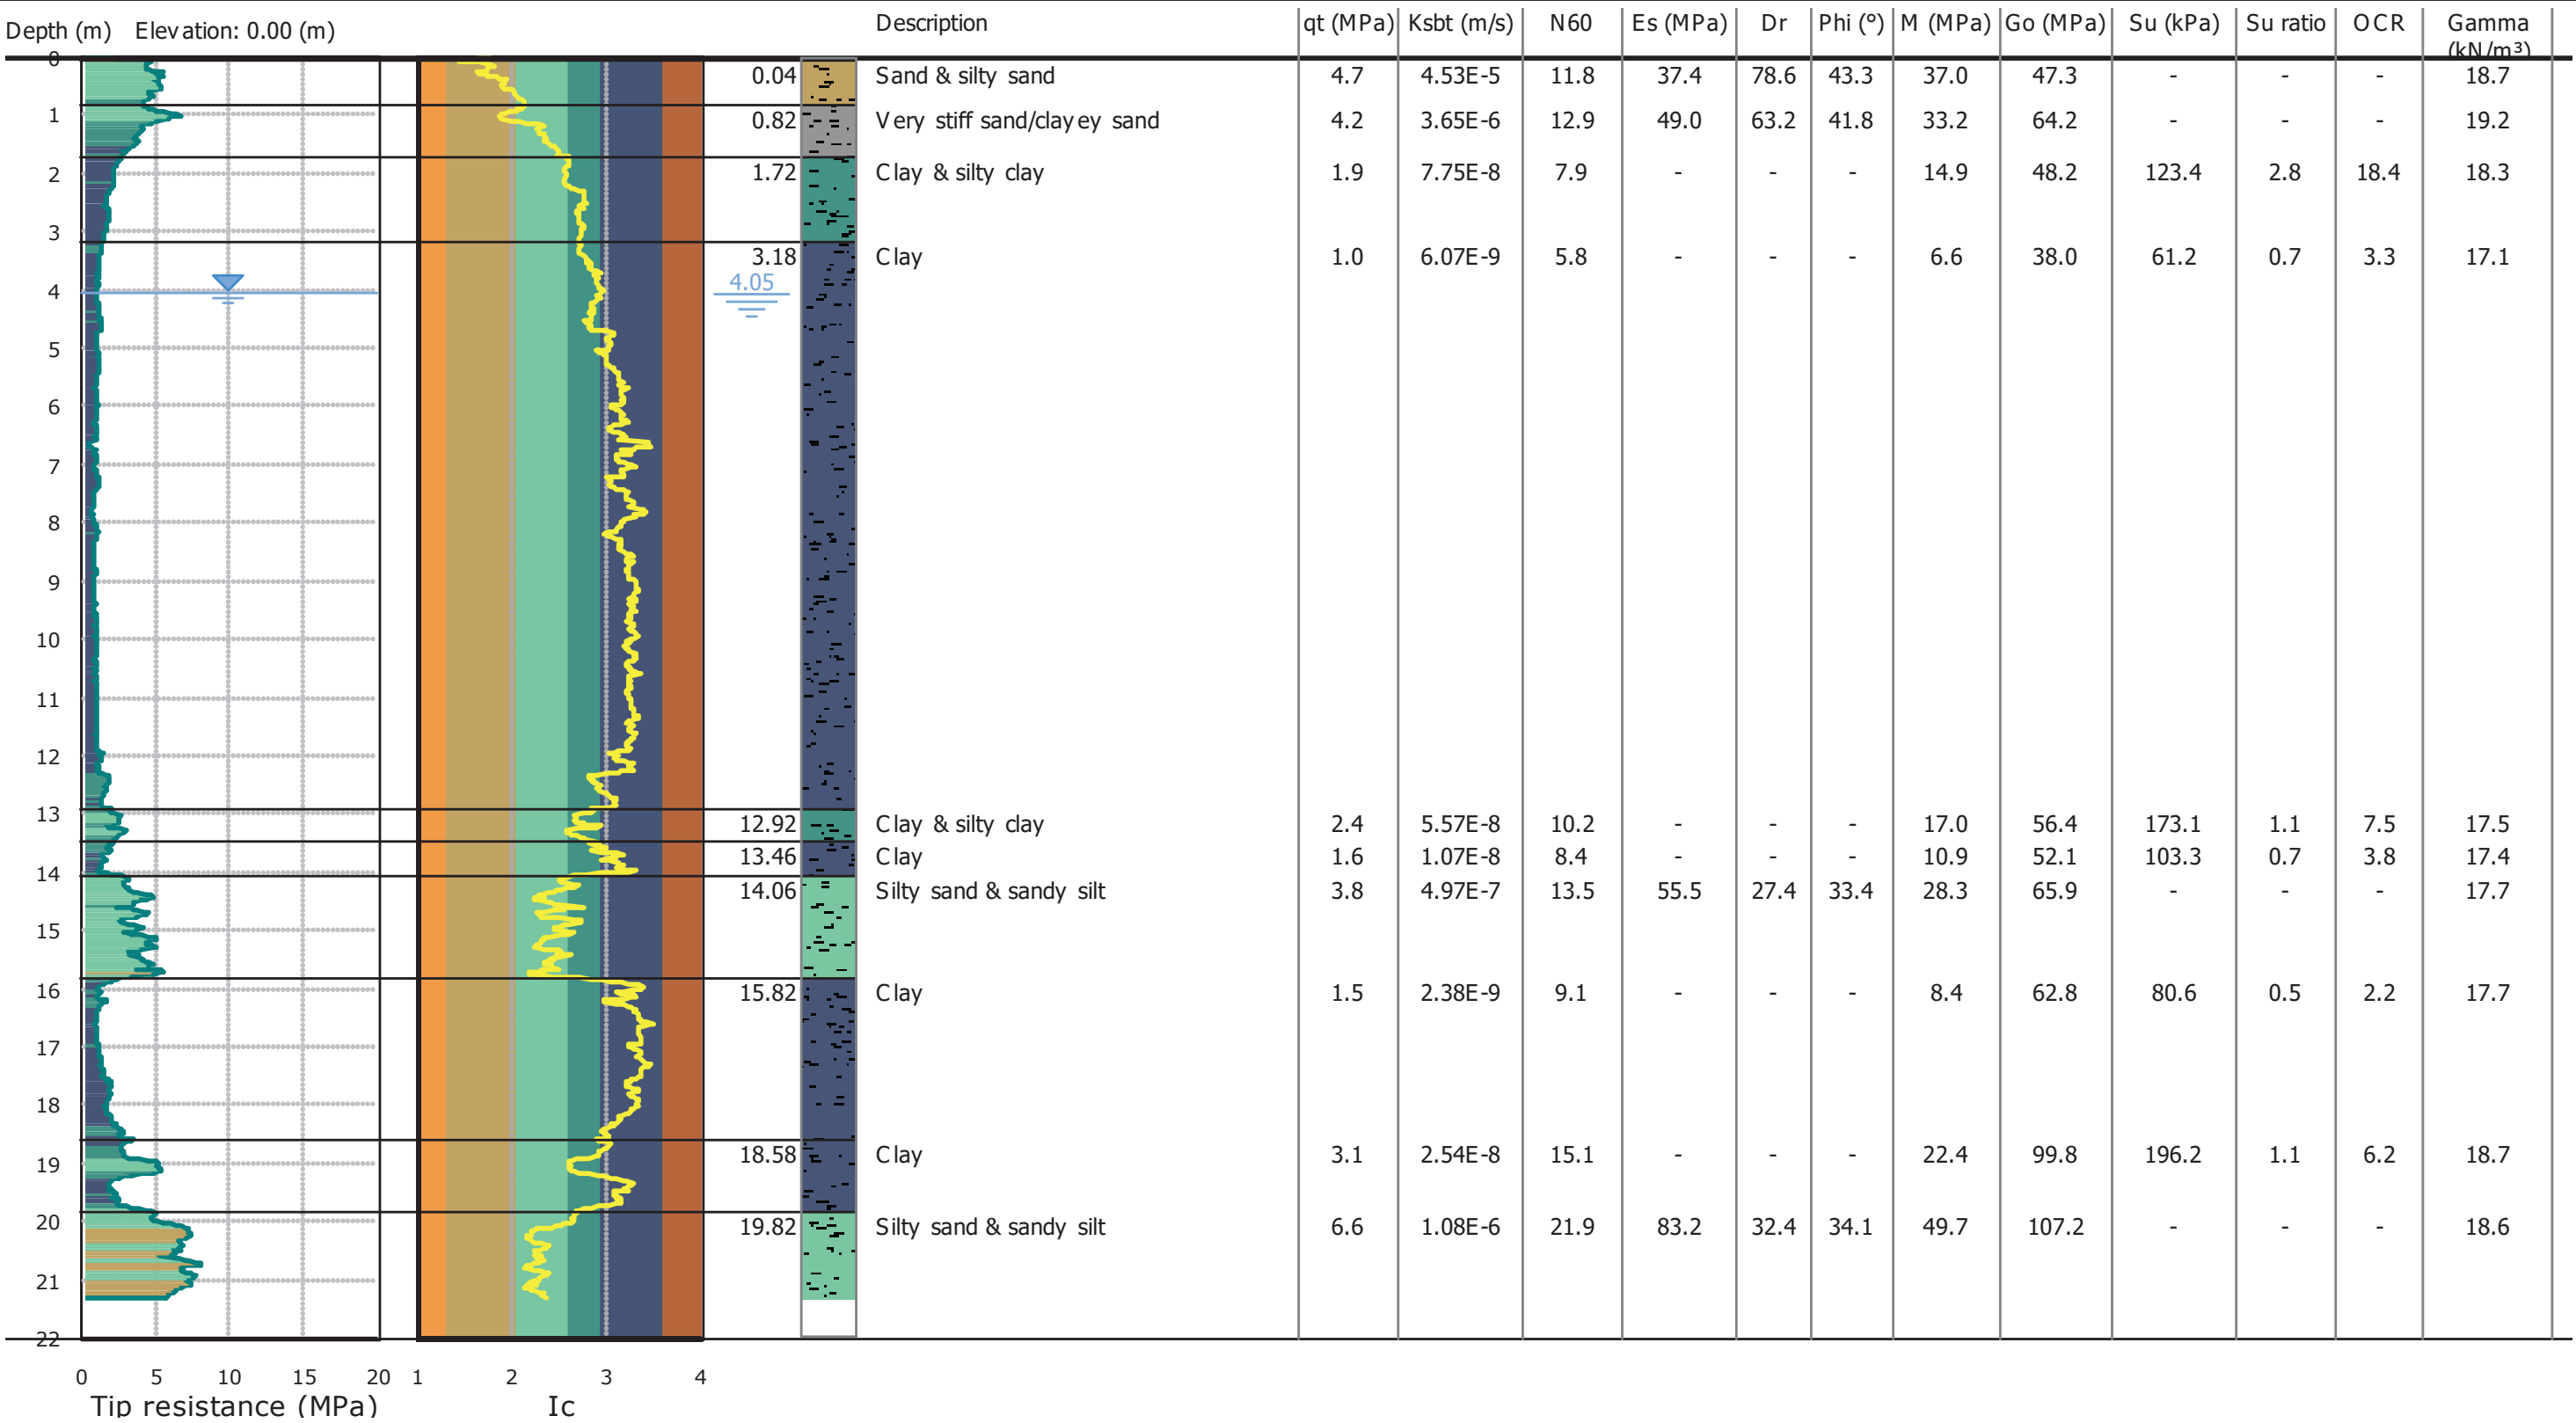 Depth (m) Elevation: 0.00 (m) Description qt (MPa) Ksbt (m/s) N60 Es (MPa) Dr Phi (°) M (MPa) Go (MPa) Su (kPa) Su ratio OCR Gamma
(kN/m³)
0
0.04 Sand & silty sand 4.7 4.53E-5 11.8 37.4 78.6 43.3 37.0 47.3 - - - 18.7
1
0.82 Very stiff sand/clayey sand 4.2 3.65E-6 12.9 49.0 63.2 41.8 33.2 64.2 - - - 19.2
2
1.72 Clay & silty clay 1.9 7.75E-8 7.9 - - - 14.9 48.2 123.4 2.8 18.4 18.3
3
3.18 Clay 1.0 6.07E-9 5.8 - - - 6.6 38.0 61.2 0.7 3.3 17.1
4.05
4
5
6
7
8
9
10
11
12
13
12.92 Clay & silty clay 2.4 5.57E-8 10.2 - - - 17.0 56.4 173.1 1.1 7.5 17.5
13.46 Clay 1.6 1.07E-8 8.4 - - - 10.9 52.1 103.3 0.7 3.8 17.4
14
14.06 Silty sand & sandy silt 3.8 4.97E-7 13.5 55.5 27.4 33.4 28.3 65.9 - - - 17.7
15
16
15.82 Clay 1.5 2.38E-9 9.1 - - - 8.4 62.8 80.6 0.5 2.2 17.7
17
18
19
18.58 Clay 3.1 2.54E-8 15.1 - - - 22.4 99.8 196.2 1.1 6.2 18.7
20
19.82 Silty sand & sandy silt 6.6 1.08E-6 21.9 83.2 32.4 34.1 49.7 107.2 - - - 18.6
21
22
0 5 10 15 20 1 2 3 4
Tip resistance (MPa) Ic